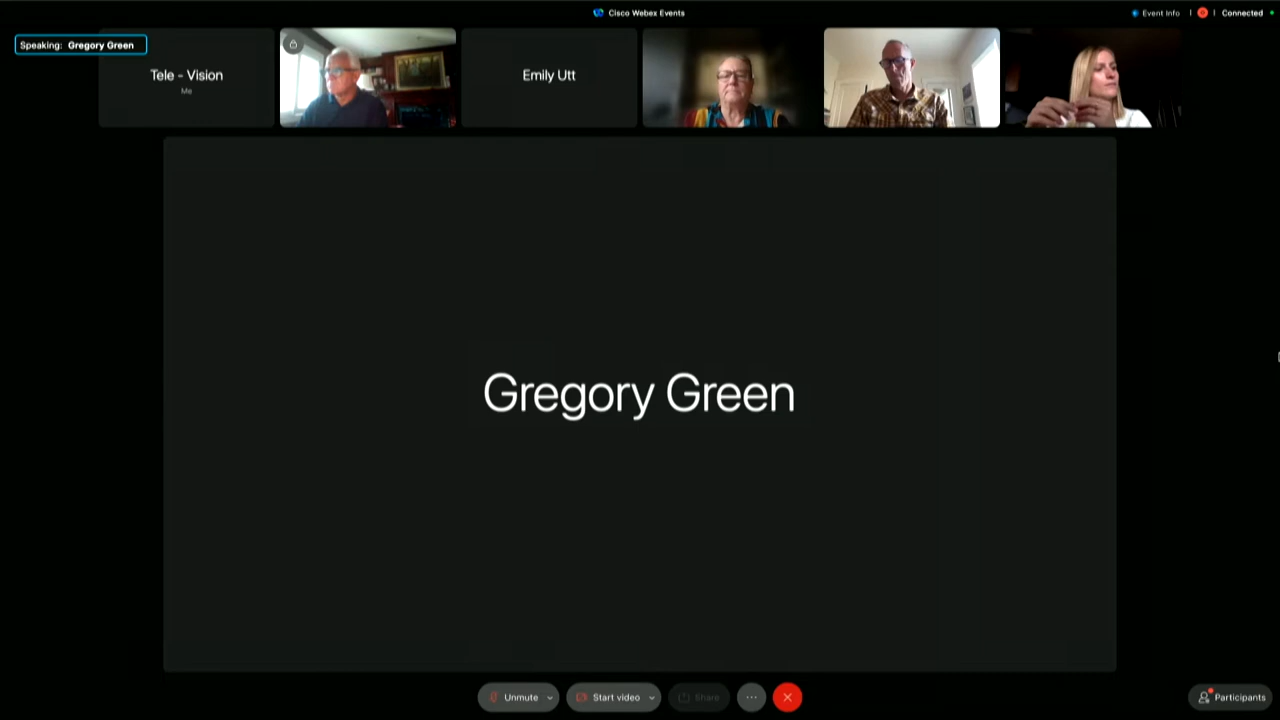 Cisco Webex Events
Event Info
Connected
Speaking: Gregory Green
Tele - Vision
Me
Emily Utt
Gregory Green
Unmute
Start video
Share
Participants